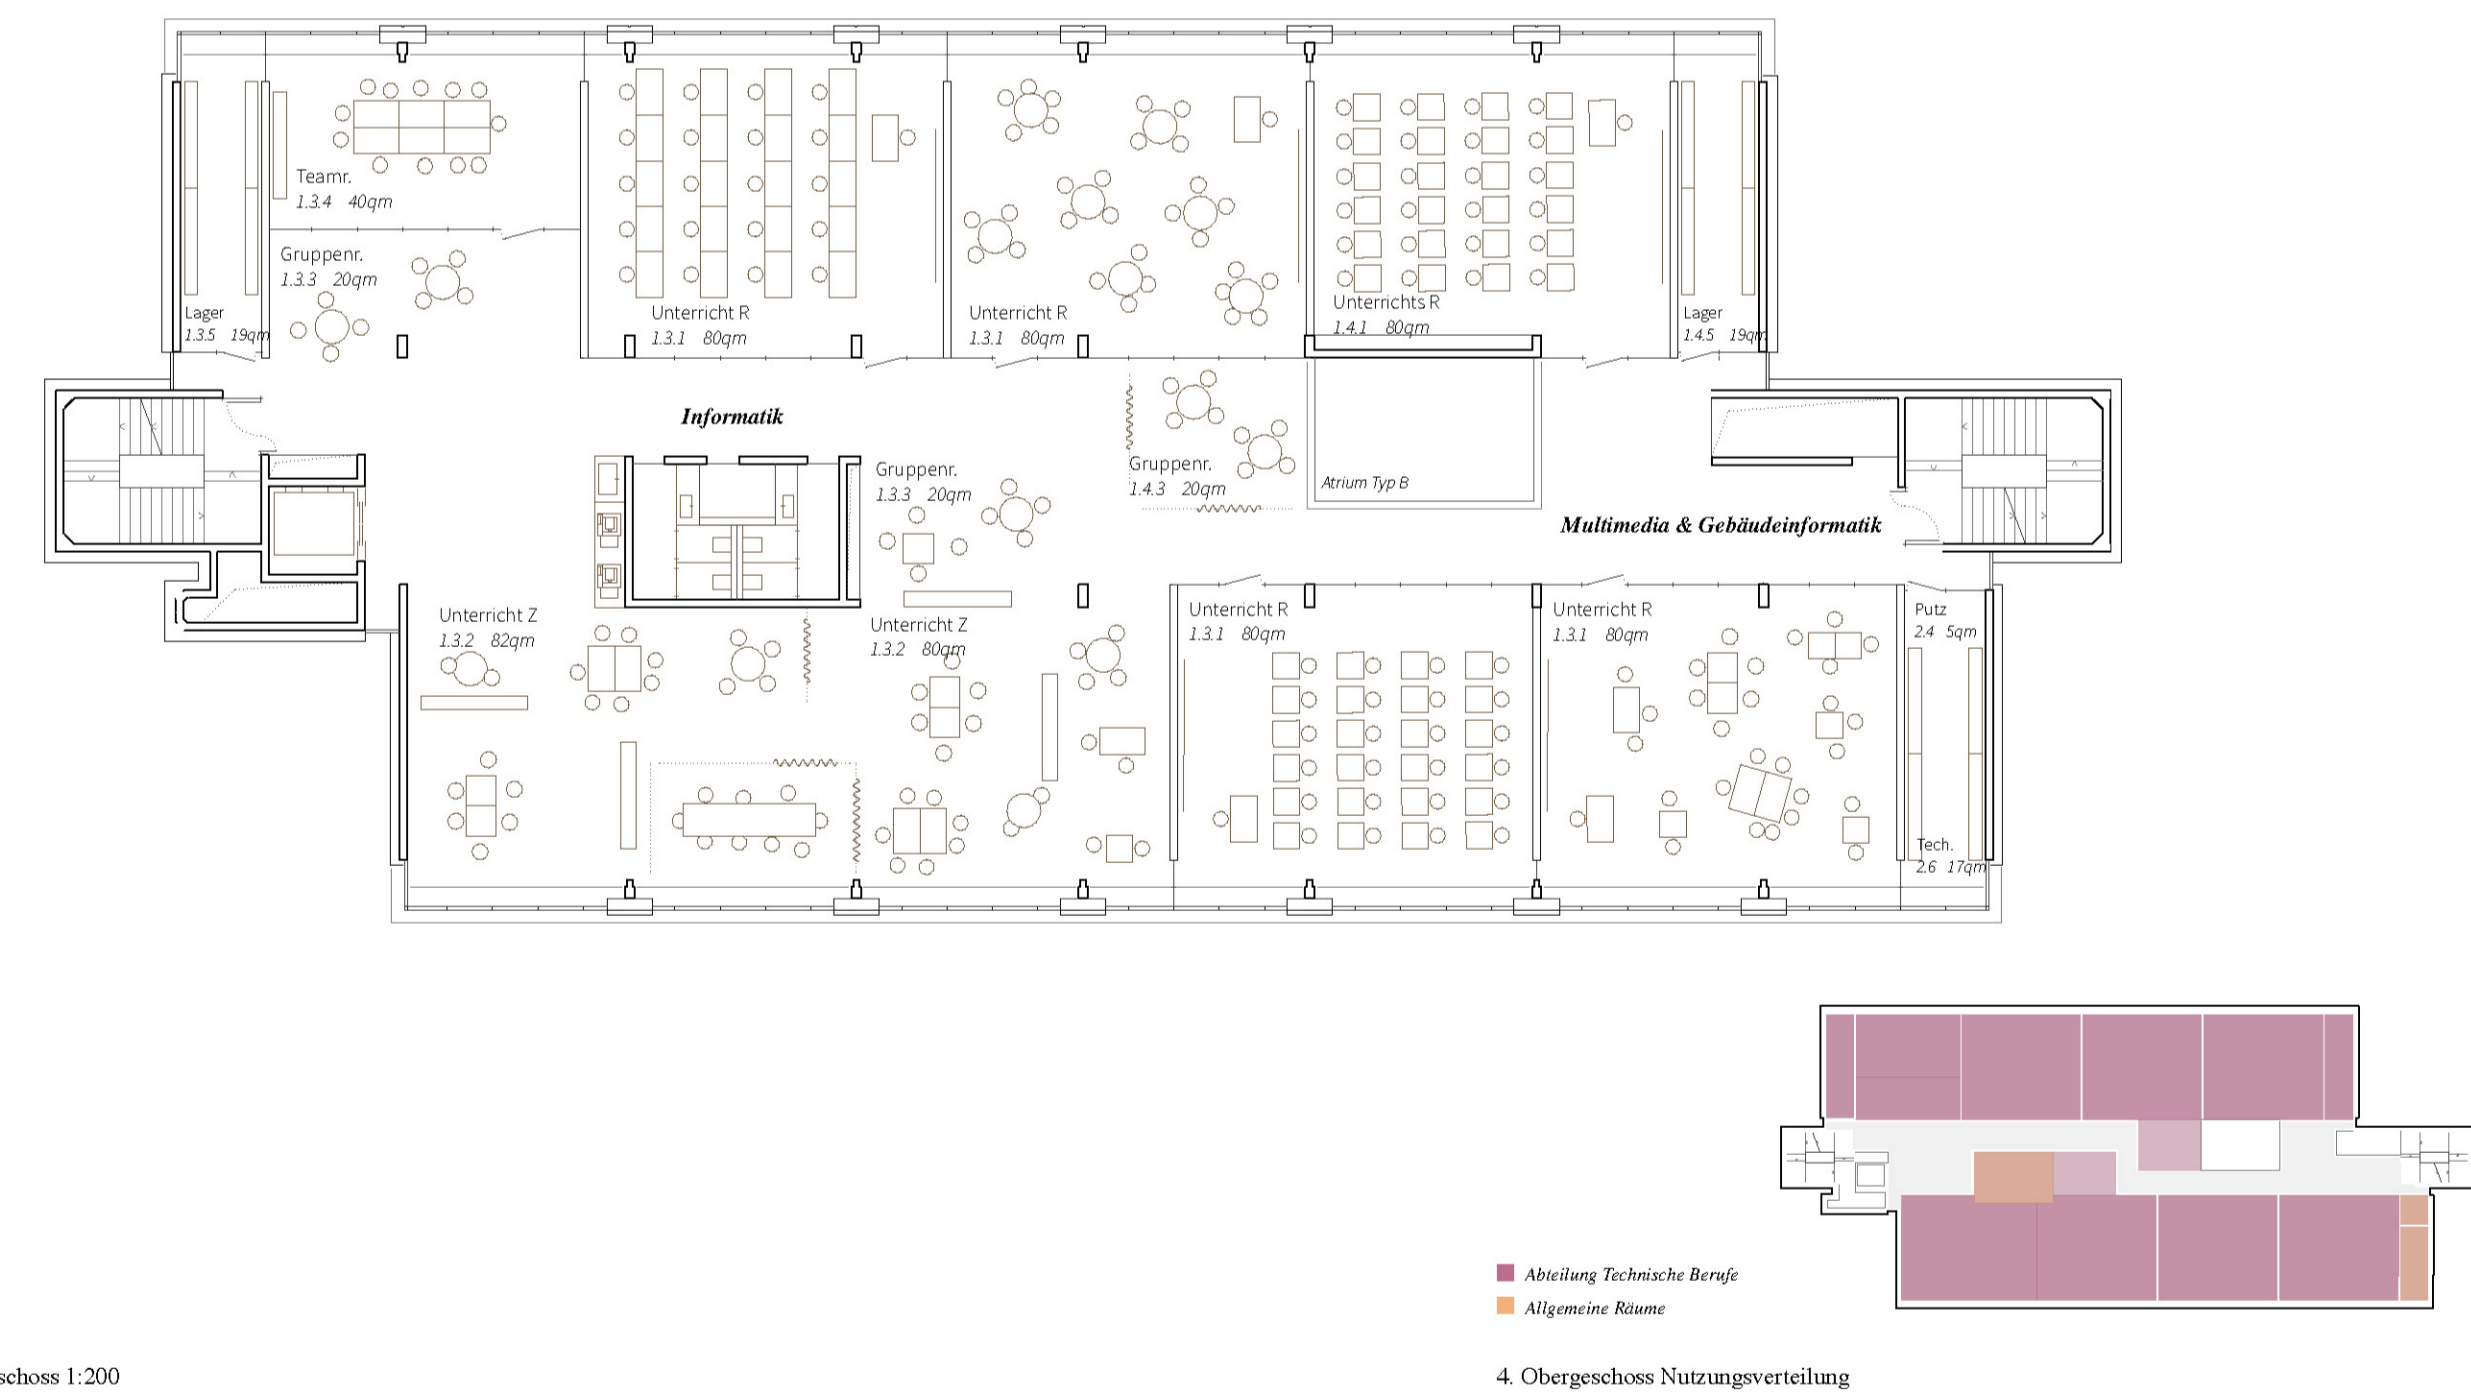 Teamr.
1.3.4 40qm
Gruppenr.
1.3.3 20qm
Lager
1.3.5 19qm
Unterricht R
1.3.1 80qm
Unterricht R
1.3.1 80qm
Unterrichts R
1.4.1 80qm
Lager
1.4.5 19qm
Informatik
Gruppenr.
1.3.3 20qm
Gruppenr.
1.4.3 20qm
Atrium Typ B
Multimedia & Gebäudeinformatik
Unterricht Z
1.3.2 82qm
Unterricht Z
1.3.2 80qm
Unterricht R
1.3.1 80qm
Unterricht R
1.3.1 80qm
Putz
2.4 5qm
Tech.
2.6 17qm
Abteilung Technische Berufe
Allgemeine Räume
schoss 1:200
4. Obergeschoss Nutzungsverteilung